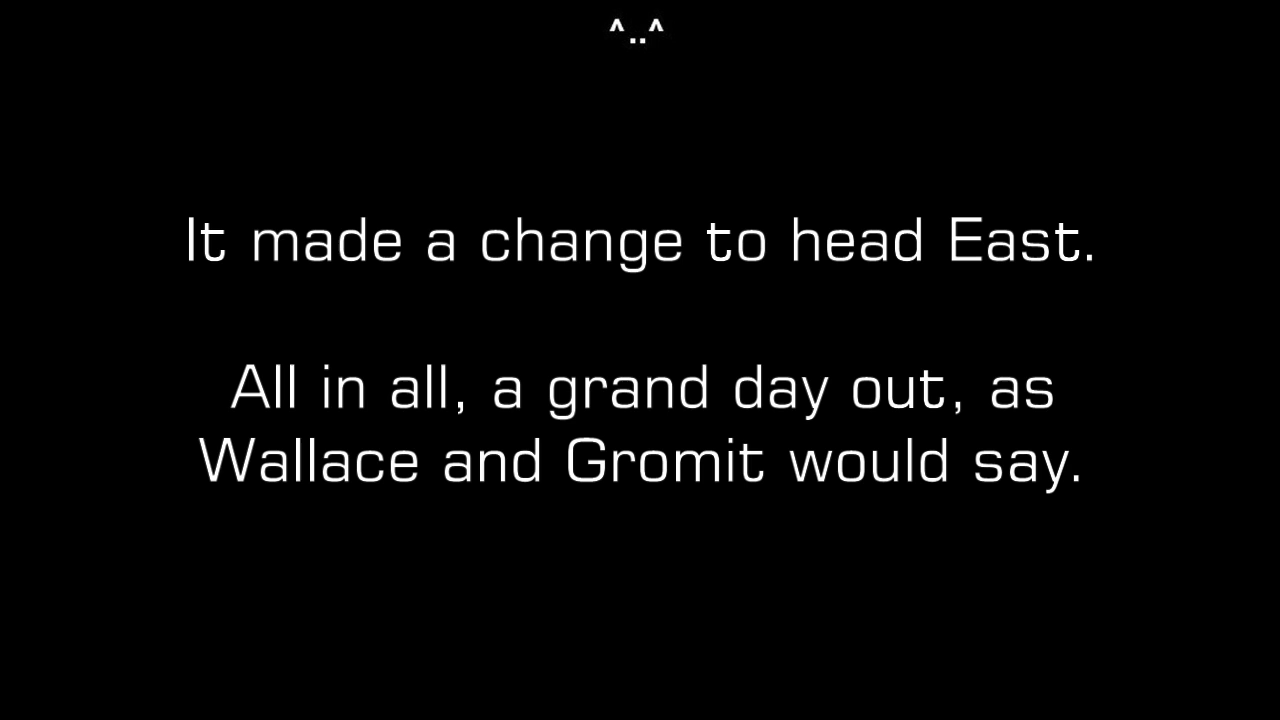 ^..^
It made a change to head East.
All in all, a grand day out, as
Wallace and Gromit would say.